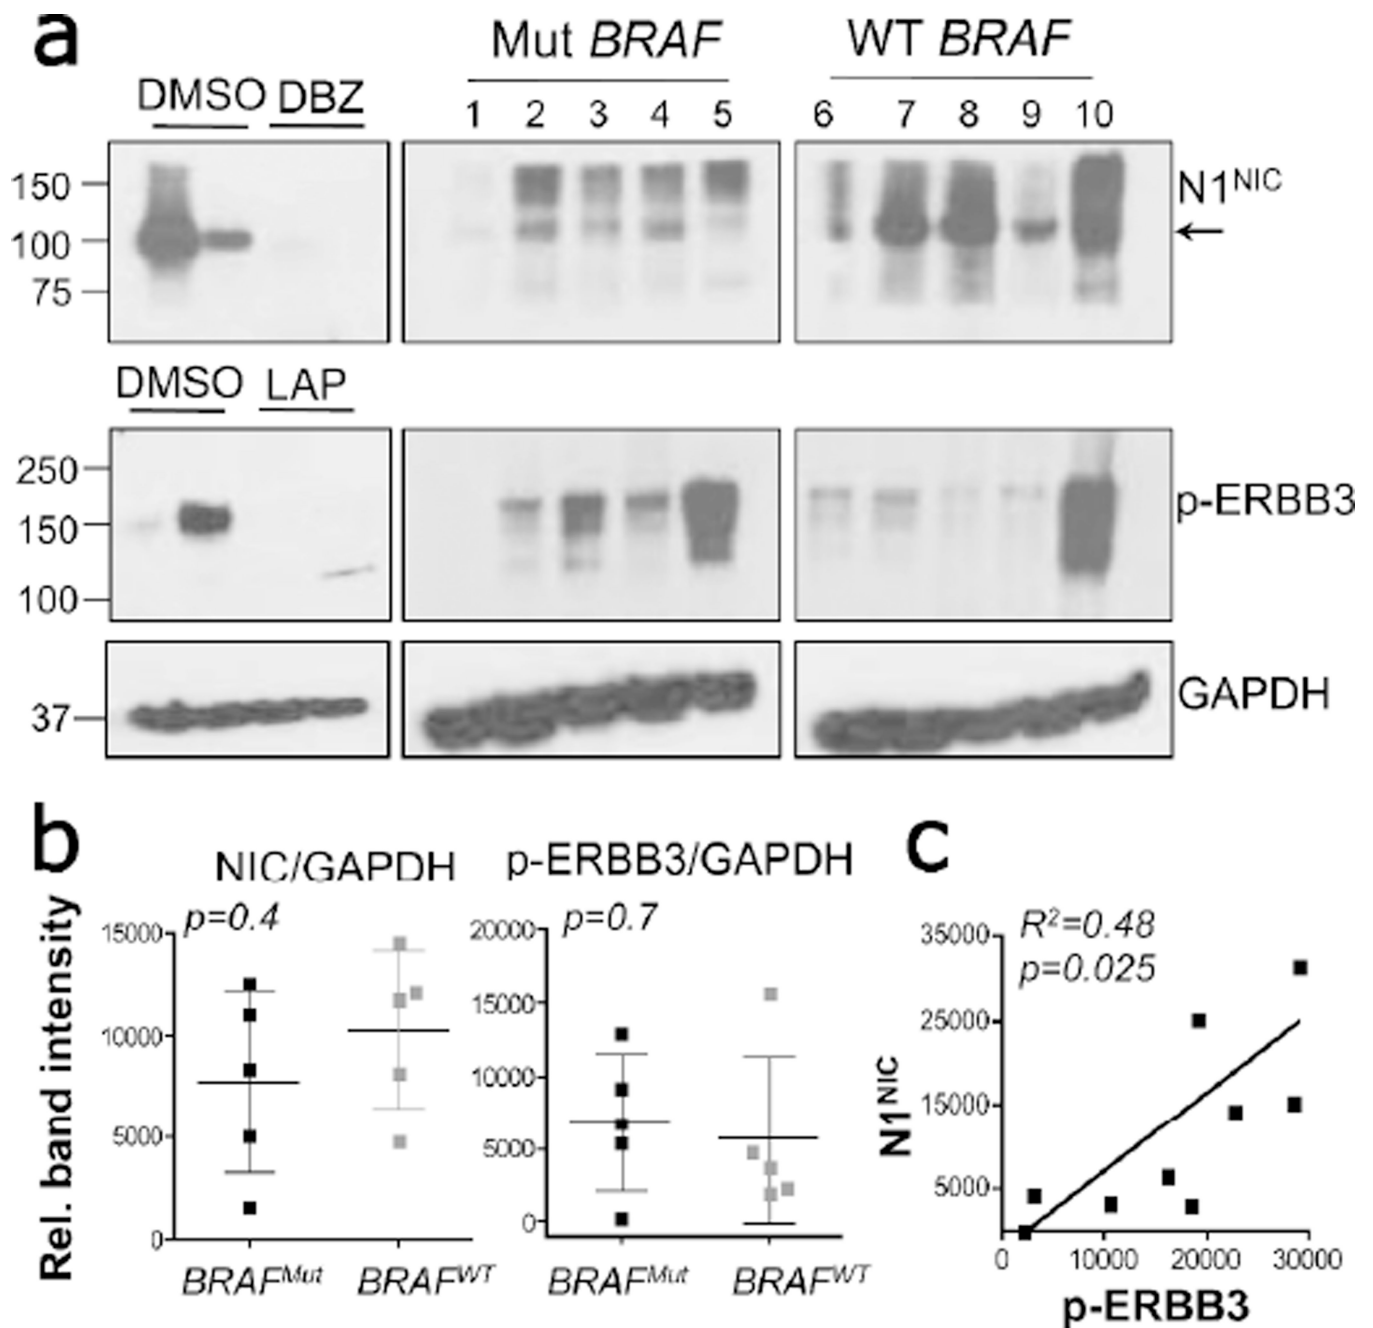 a
Mut BRAF
WT BRAF
DMSO DBZ
1 2 3 4 5
6 7 8 9 10
150
100
75
N1NIC
←
DMSO LAP
250
150
100
p-ERBB3
37
GAPDH
b
NIC/GAPDH
p-ERBB3/GAPDH
c
Rel. band intensity
p=0.4
15000
10000
5000
0
BRAFMut BRAFWT
p=0.7
20000
15000
10000
5000
0
BRAFMut BRAFWT
R²=0.48
p=0.025
N1NIC
35000
25000
15000
5000
0 10000 20000 30000
p-ERBB3